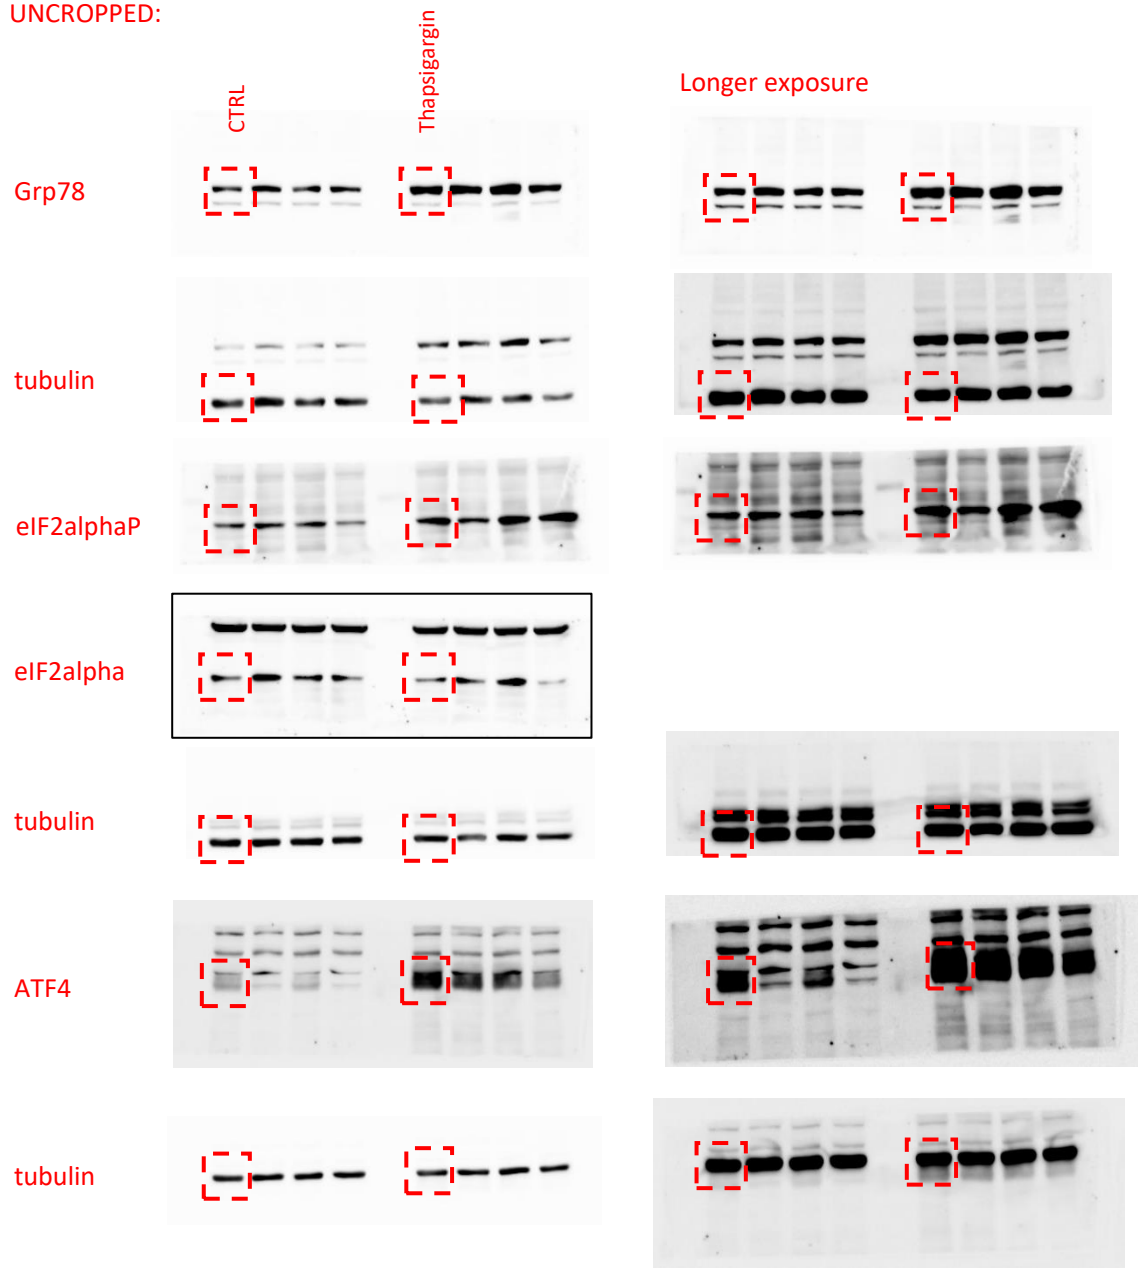 UNCROPPED:
CTRL
Thapsigargin
Longer exposure
Grp78
tubulin
eIF2alphaP
eIF2alpha
tubulin
ATF4
tubulin